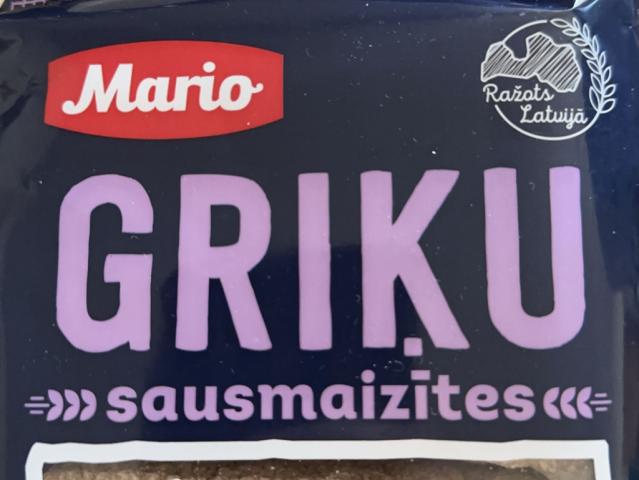 Mario
Ražots
Latvijā
GRIĶU
sausmaizītes